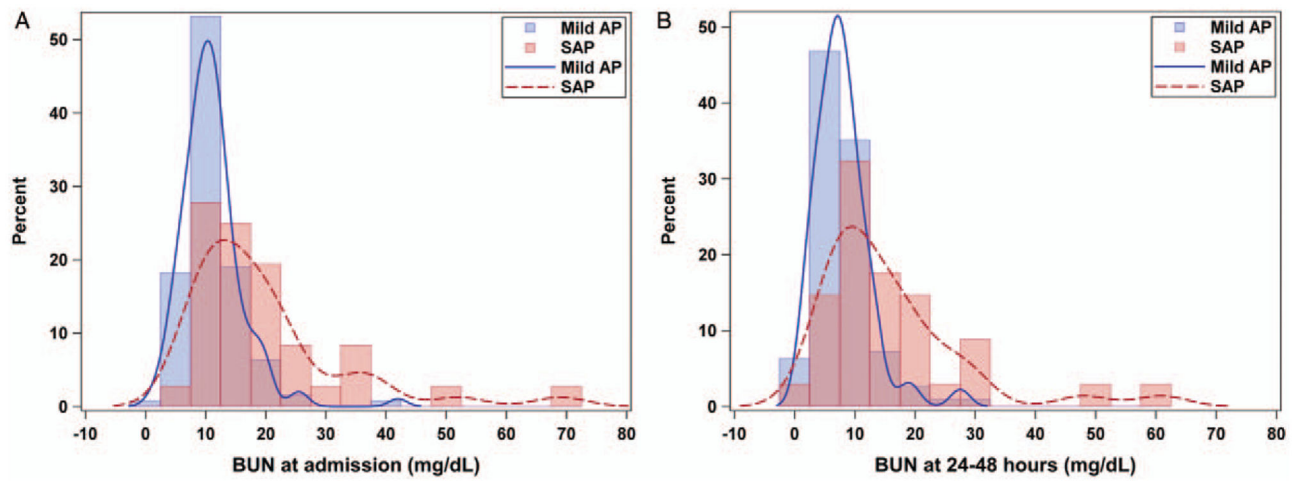 A
Percent
50
40
30
20
10
0
Mild AP
SAP
Mild AP
SAP
-10 0 10 20 30 40 50 60 70 80
BUN at admission (mg/dL)
B
Percent
50
40
30
20
10
0
Mild AP
SAP
Mild AP
SAP
-10 0 10 20 30 40 50 60 70 80
BUN at 24-48 hours (mg/dL)